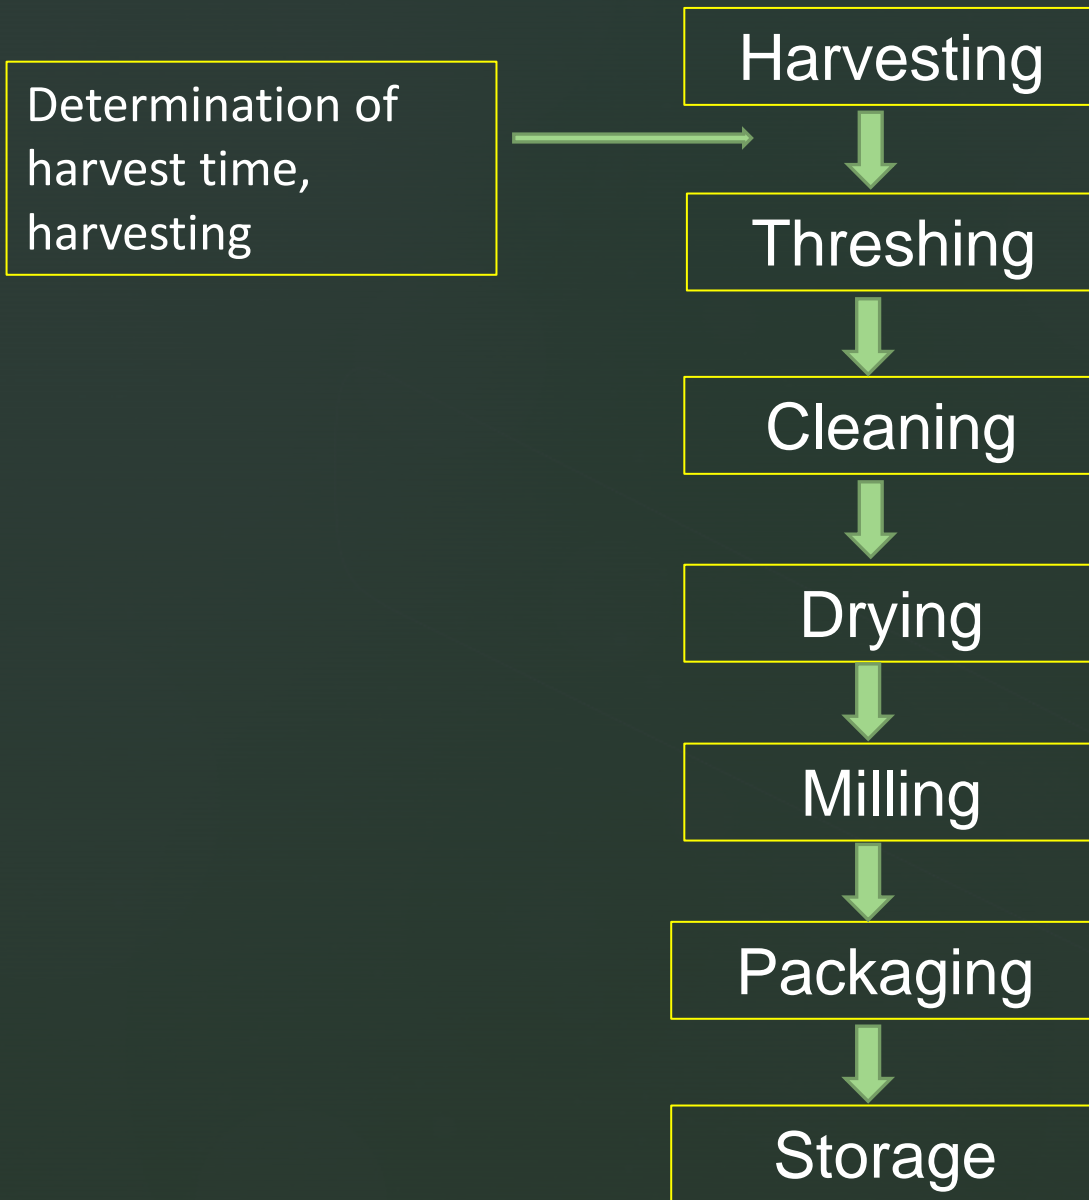 Harvesting
Determination of
harvest time,
harvesting
Threshing
Cleaning
Drying
Milling
Packaging
Storage